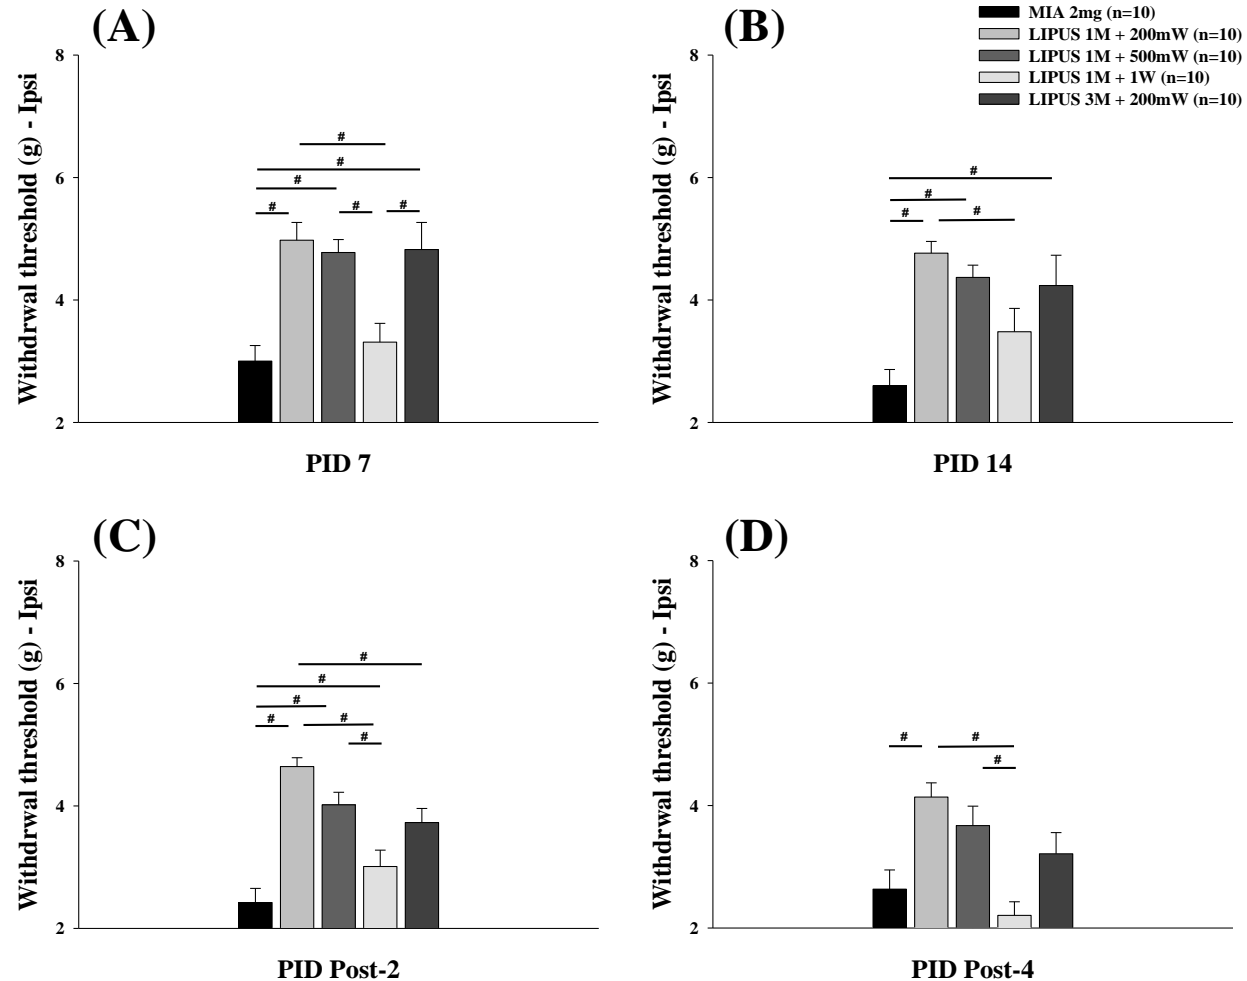 (A)
Withdrwal threshold (g) - Ipsi
8
6
4
2
#
#
#
#
#
#
PID 7
(B)
MIA 2mg (n=10)
LIPUS 1M + 200mW (n=10)
LIPUS 1M + 500mW (n=10)
LIPUS 1M + 1W (n=10)
LIPUS 3M + 200mW (n=10)
Withdrwal threshold (g) - Ipsi
8
6
4
2
#
#
#
#
PID 14
(C)
Withdrwal threshold (g) - Ipsi
8
6
4
2
#
#
#
#
#
#
PID Post-2
(D)
Withdrwal threshold (g) - Ipsi
8
6
4
2
#
#
#
PID Post-4